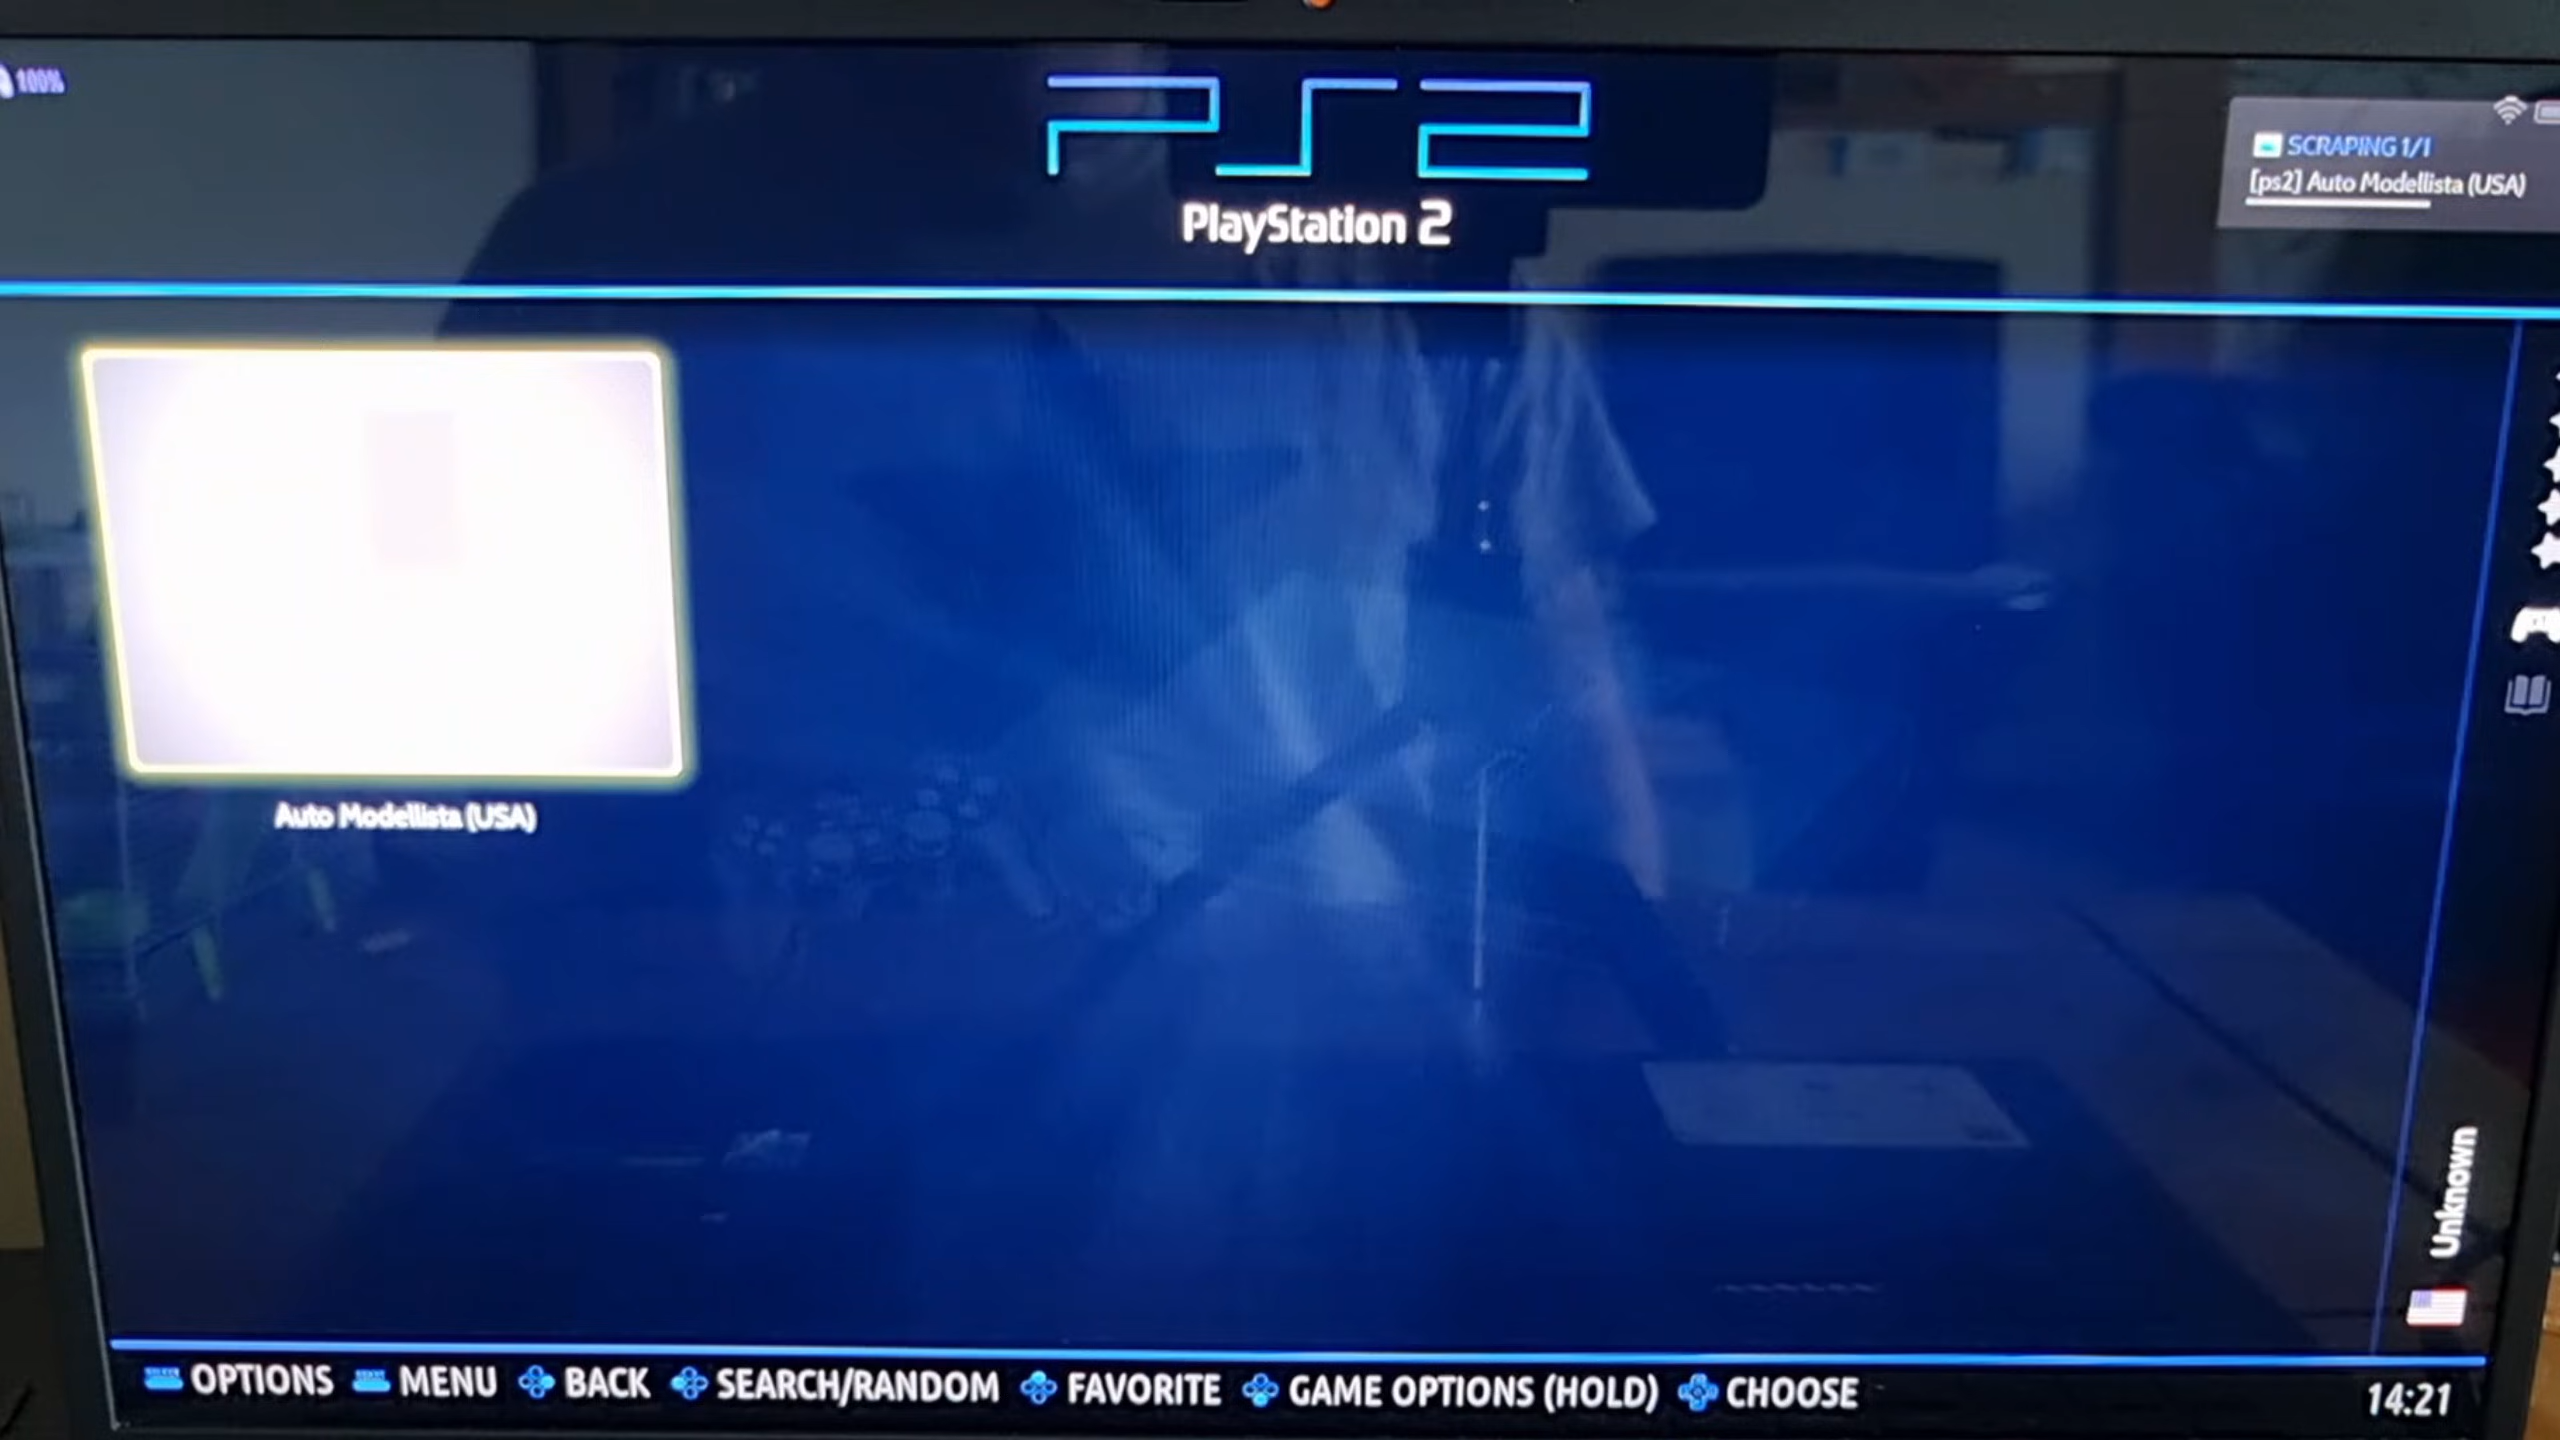 100%
PS2
PlayStation 2
SCRAPING 1/1
[ps2] Auto Modellista (USA)
Auto Modellista (USA)
Unknown
OPTIONS MENU BACK SEARCH/RANDOM FAVORITE GAME OPTIONS (HOLD) CHOOSE
14:21